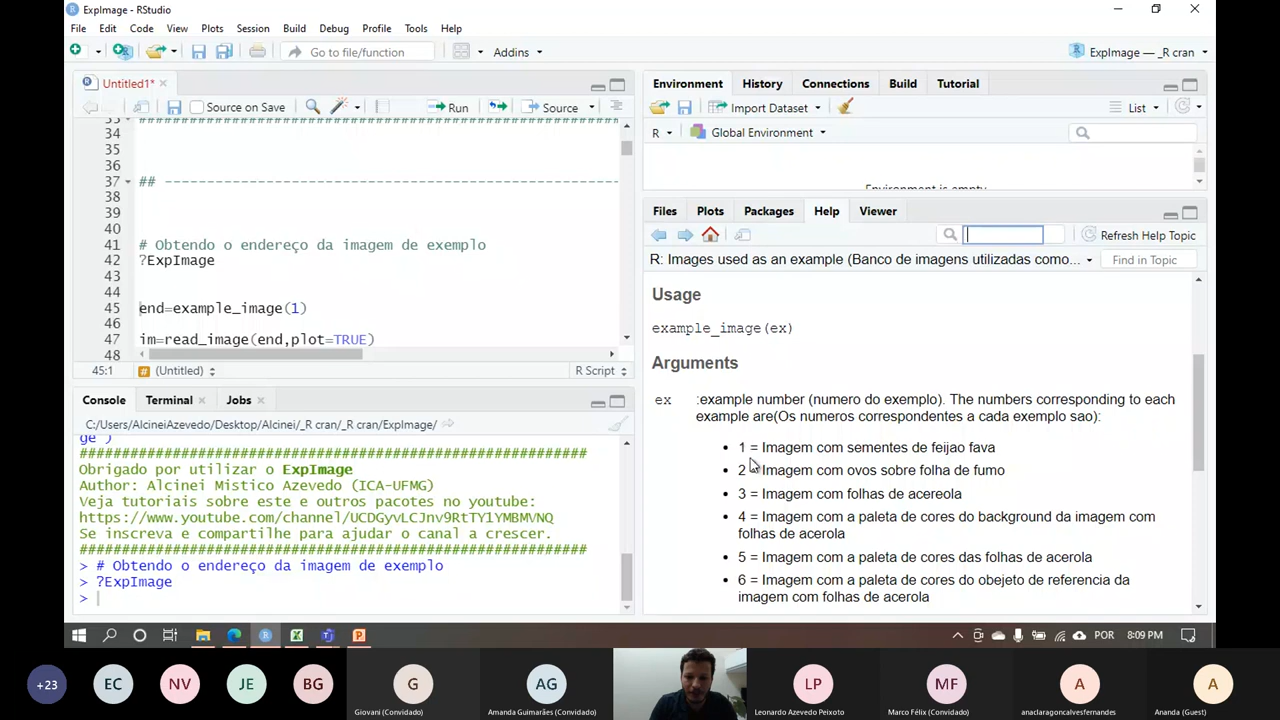 ExpImage - RStudio
File Edit Code View Plots Session Build Debug Profile Tools Help
Go to file/function Addins ExpImage — _R cran
Untitled1* ×
Source on Save Run Source
33 ####################################################
34
35
36
37 ## ----------------------------------------------------
38
39
40
41 # Obtendo o endereço da imagem de exemplo
42 ?ExpImage
43
44
45 end=example_image(1)
46
47 im=read_image(end,plot=TRUE)
48
45:1 # (Untitled) R Script
Console Terminal × Jobs ×
C:/Users/AlcineiAzevedo/Desktop/Alcinei/_R cran/_R cran/ExpImage/
ge")
###########################################################
Obrigado por utilizar o ExpImage
Author: Alcinei Mistico Azevedo (ICA-UFMG)
Veja tutoriais sobre este e outros pacotes no youtube:
https://www.youtube.com/channel/UCDGyvLCJnv9RtTY1YMBMVNQ
Se inscreva e compartilhe para ajudar o canal a crescer.
###########################################################
> # Obtendo o endereço da imagem de exemplo
> ?ExpImage
>
Environment History Connections Build Tutorial
Import Dataset List
R Global Environment
Environment is empty
Files Plots Packages Help Viewer
Refresh Help Topic
R: Images used as an example (Banco de imagens utilizadas como... Find in Topic
Usage
example_image(ex)
Arguments
ex :example number (numero do exemplo). The numbers corresponding to each
example are(Os numeros correspondentes a cada exemplo sao):
• 1 = Imagem com sementes de feijao fava
• 2 = Imagem com ovos sobre folha de fumo
• 3 = Imagem com folhas de acereola
• 4 = Imagem com a paleta de cores do background da imagem com
folhas de acerola
• 5 = Imagem com a paleta de cores das folhas de acerola
• 6 = Imagem com a paleta de cores do obejeto de referencia da
imagem com folhas de acerola
POR 8:09 PM
+23 EC NV JE BG G AG LP MF A A
Giovani (Convidado) Amanda Guimarães (Convidado) Leonardo Azevedo Peixoto Marco Félix (Convidado) anaclaragoncalvesfernandes Ananda (Guest)